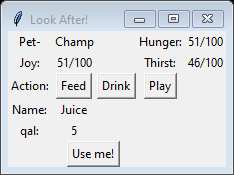 Look After!
Pet- Champ Hunger: 51/100
Joy: 51/100 Thirst: 46/100
Action: Feed Drink Play
Name: Juice
qal: 5
Use me!